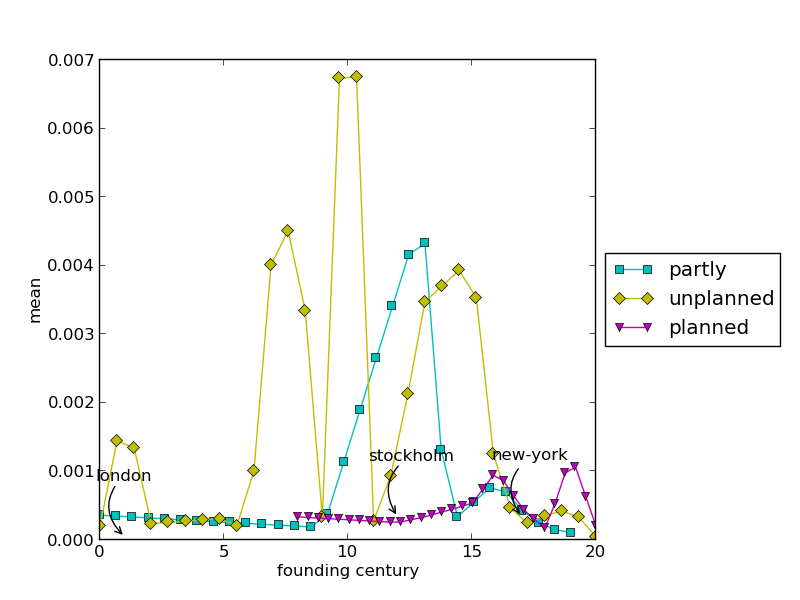 0.007
0.006
0.005
0.004
0.003
0.002
0.001
0.000
mean
london
stockholm
new-york
0
5
10
15
20
founding century
partly
unplanned
planned